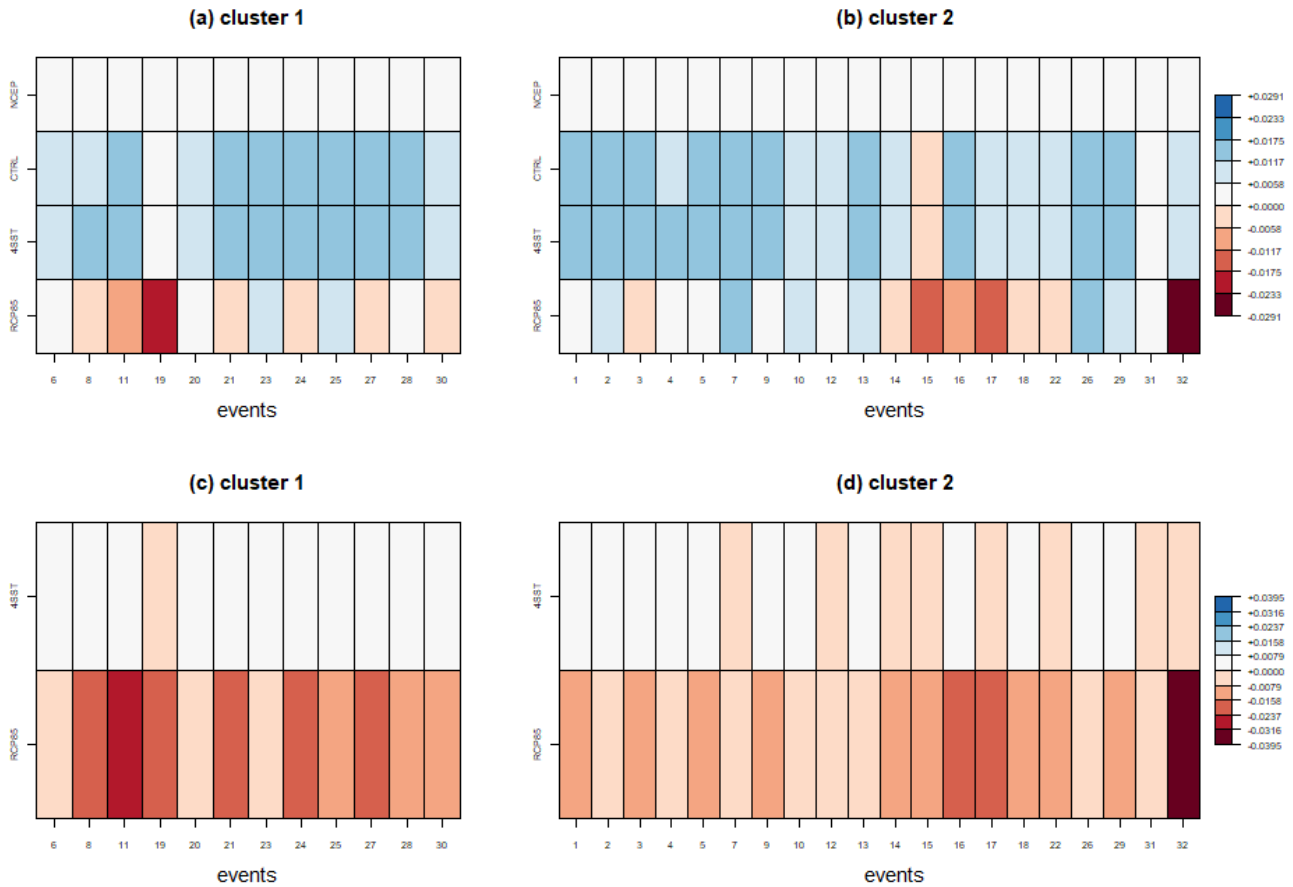 (a) cluster 1
NCEP
CTRL
4SST
RCP85
6 8 11 19 20 21 23 24 25 27 28 30
events
(b) cluster 2
NCEP
CTRL
4SST
RCP85
1 2 3 4 5 7 9 10 12 13 14 15 16 17 18 22 26 29 31 32
events
+0.0291
+0.0233
+0.0175
+0.0117
+0.0058
+0.0000
-0.0058
-0.0117
-0.0175
-0.0233
-0.0291
(c) cluster 1
4SST
RCP85
6 8 11 19 20 21 23 24 25 27 28 30
events
(d) cluster 2
4SST
RCP85
1 2 3 4 5 7 9 10 12 13 14 15 16 17 18 22 26 29 31 32
events
+0.0395
+0.0316
+0.0237
+0.0158
+0.0079
+0.0000
-0.0079
-0.0158
-0.0237
-0.0316
-0.0395